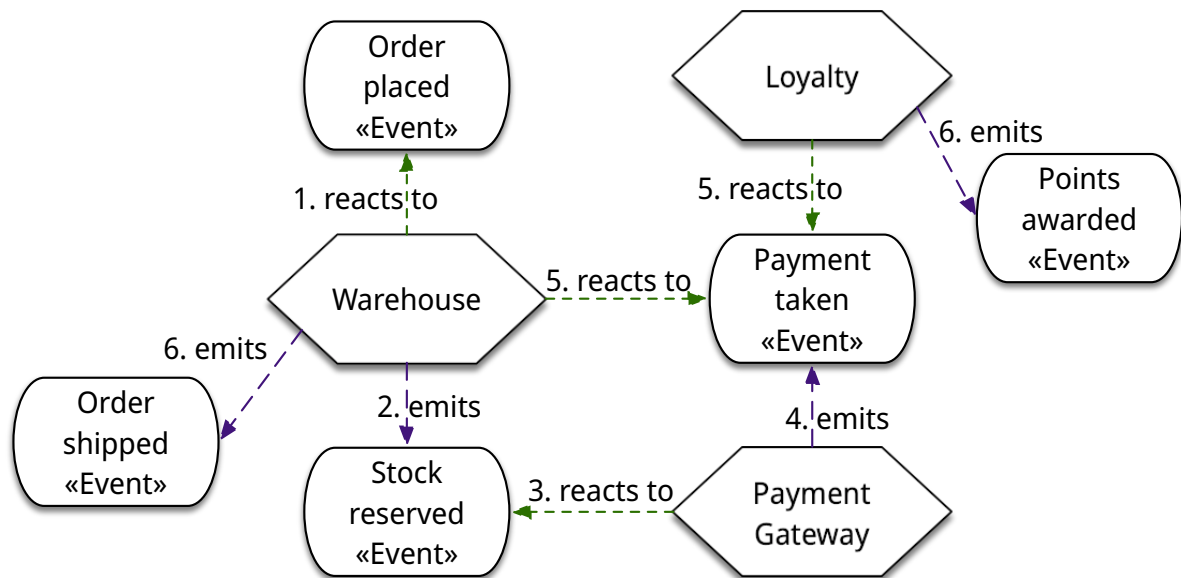 Order
placed
«Event»
Loyalty
6. emits
1. reacts to
5. reacts to
Points
awarded
«Event»
Warehouse
5. reacts to
Payment
taken
«Event»
6. emits
2. emits
4. emits
Order
shipped
«Event»
Stock
reserved
«Event»
3. reacts to
Payment
Gateway